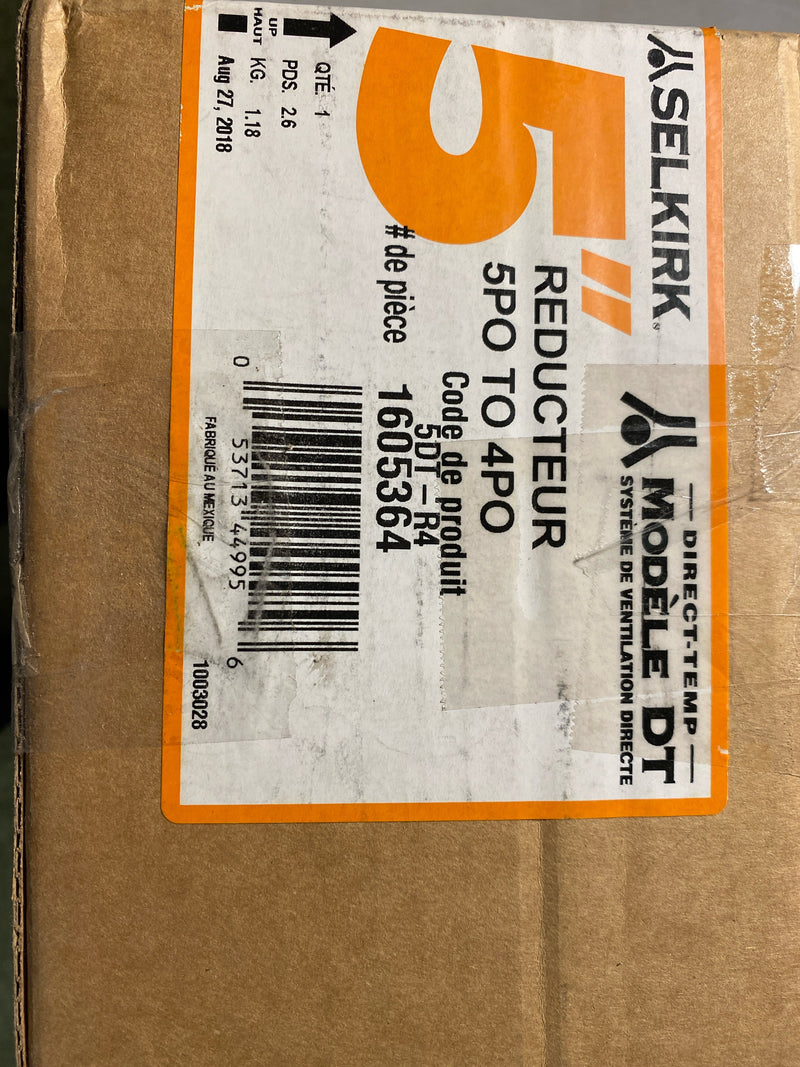 SELKIRK®
— DIRECT-TEMP —
MODÈLE DT
SYSTÈME DE VENTILATION DIRECTE
5"
REDUCTEUR
5PO TO 4PO
Code de produit
5DT-R4
# de pièce 1605364
UP
HAUT
QTÉ. 1
PDS. 2.6
KG. 1.18
Aug 27, 2018
0 53713 44995 6
FABRIQUE AU MEXIQUE
1003028